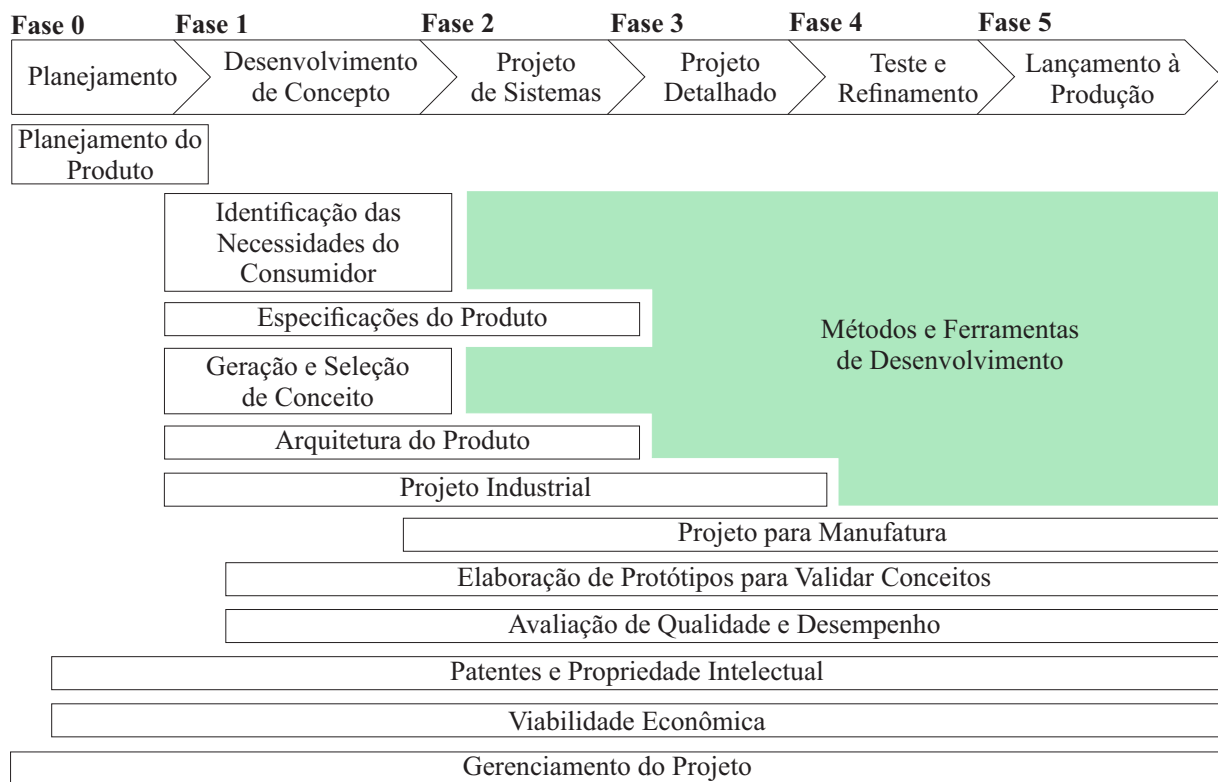 Fase 0 Fase 1 Fase 2 Fase 3 Fase 4 Fase 5
Planejamento
Desenvolvimento
de Concepto
Projeto
de Sistemas
Projeto
Detalhado
Teste e
Refinamento
Lançamento à
Produção
Planejamento do
Produto
Identificação das
Necessidades do
Consumidor
Especificações do Produto
Geração e Seleção
de Conceito
Métodos e Ferramentas
de Desenvolvimento
Arquitetura do Produto
Projeto Industrial
Projeto para Manufatura
Elaboração de Protótipos para Validar Conceitos
Avaliação de Qualidade e Desempenho
Patentes e Propriedade Intelectual
Viabilidade Econômica
Gerenciamento do Projeto